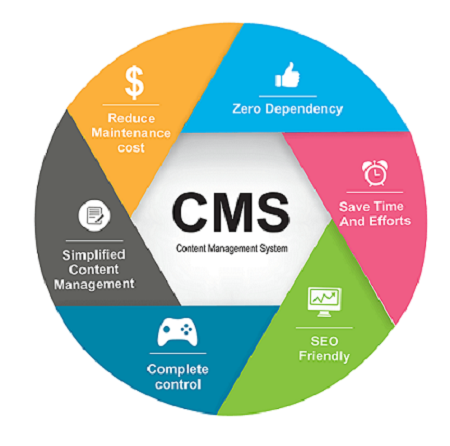 $
Reduce
Maintenance
cost
Zero Dependency
Save Time
And Efforts
SEO
Friendly
Complete
control
Simplified
Content
Management
CMS
Content Management System